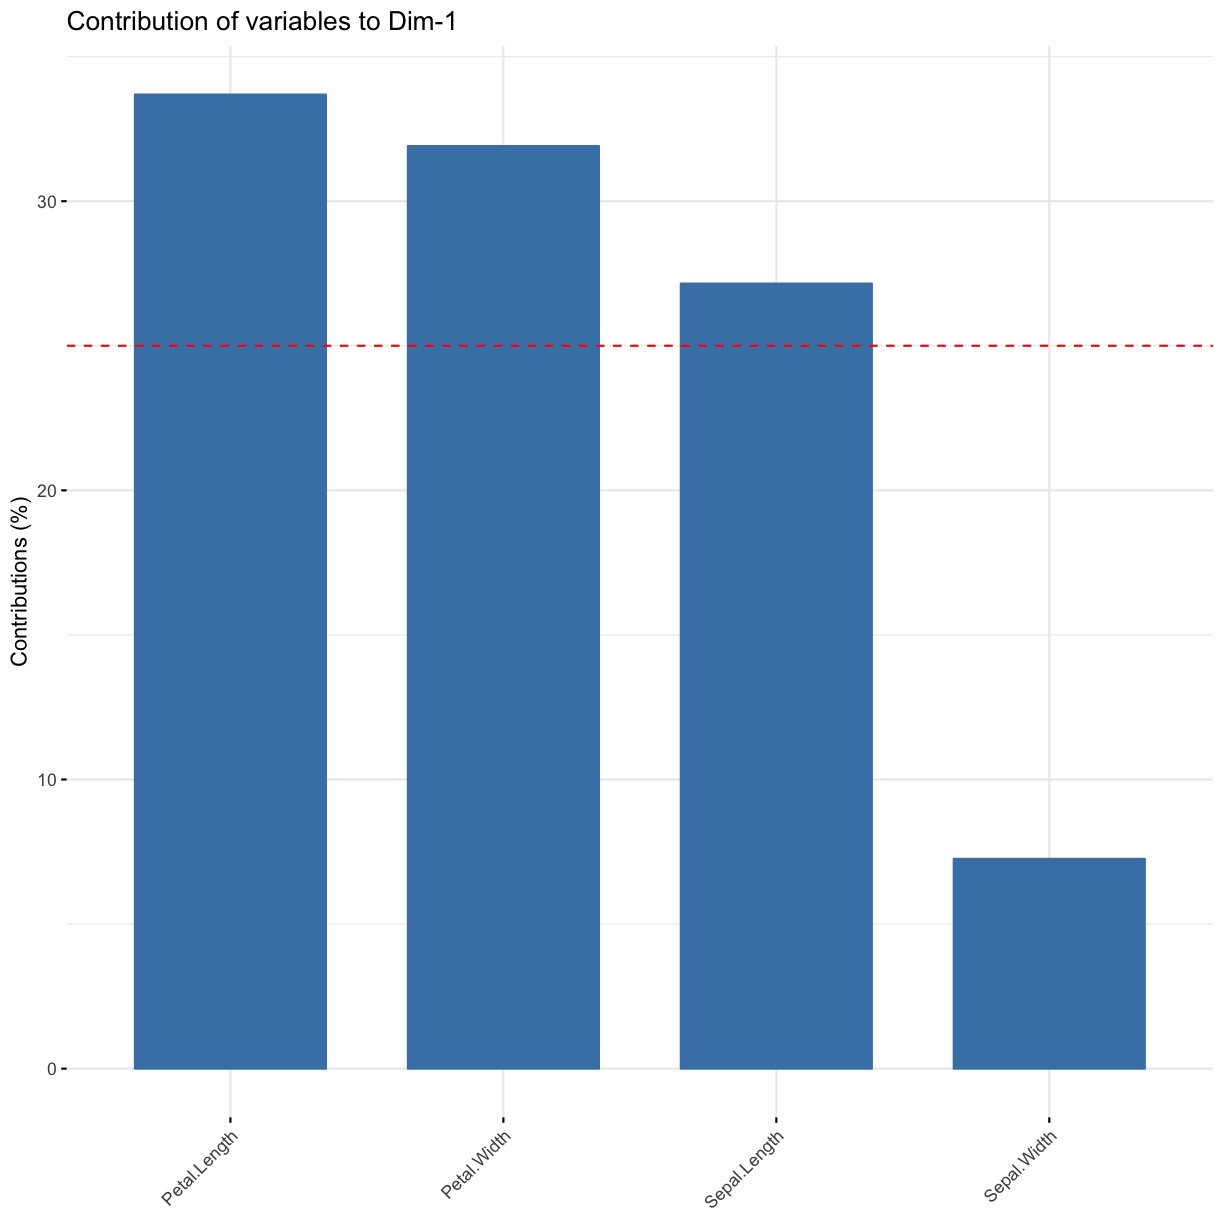 Contribution of variables to Dim-1
Contributions (%)
30
20
10
0
Petal.Length
Petal.Width
Sepal.Length
Sepal.Width